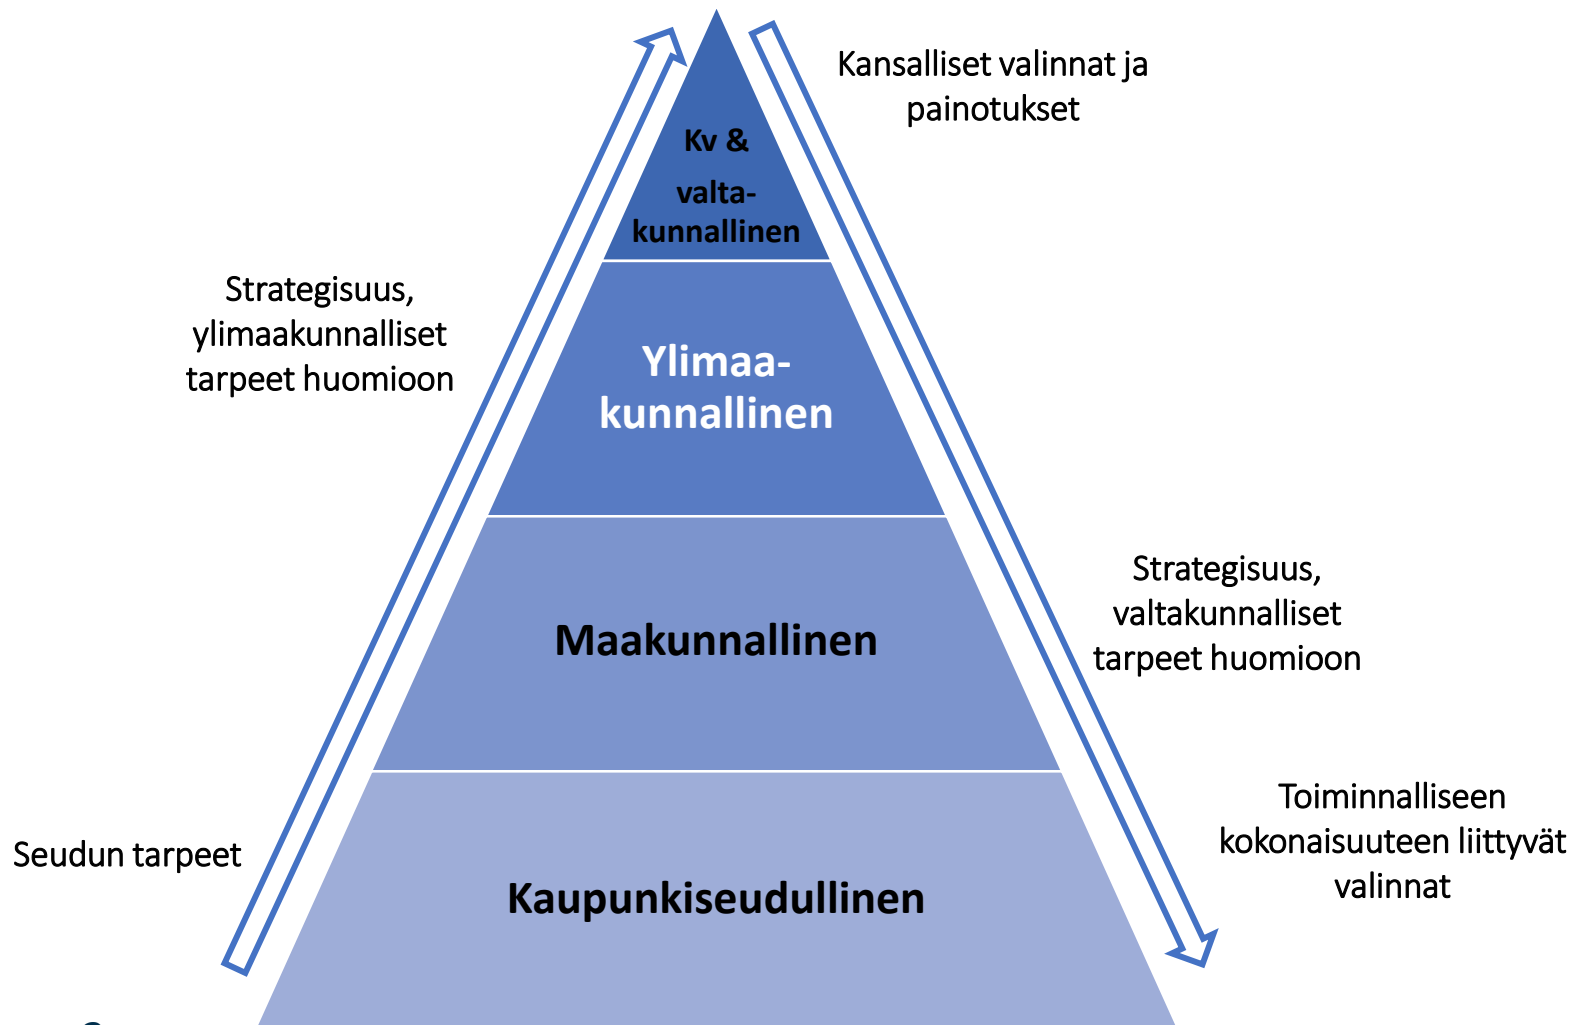 Kansalliset valinnat ja
painotukset
Kv &
valta-
kunnallinen
Strategisuus,
ylimaakunnalliset
tarpeet huomioon
Ylimaa-
kunnallinen
Strategisuus,
valtakunnalliset
tarpeet huomioon
Maakunnallinen
Toiminnalliseen
kokonaisuuteen liittyvät
valinnat
Seudun tarpeet
Kaupunkiseudullinen